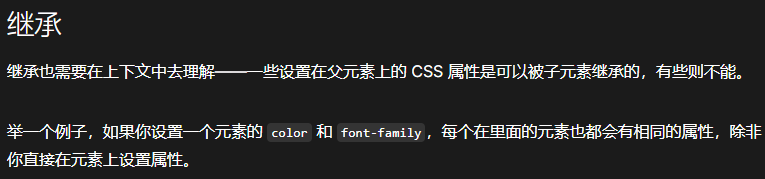 继承
继承也需要在上下文中去理解——一些设置在父元素上的 CSS 属性是可以被子元素继承的，有些则不能。
举一个例子，如果你设置一个元素的 color 和 font-family，每个在里面的元素也都会有相同的属性，除非
你直接在元素上设置属性。